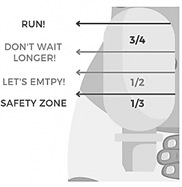 RUN!
3/4
DON'T WAIT
LONGER!
LET'S EMTPY!
1/2
SAFETY ZONE
1/3